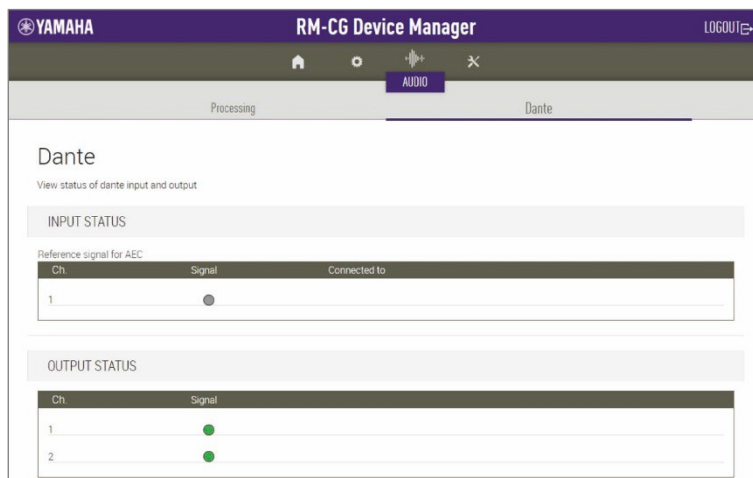 YAMAHA RM-CG Device Manager LOGOUT
AUDIO
Processing Dante
Dante
View status of dante input and output
INPUT STATUS
Reference signal for AEC
Ch. Signal Connected to
1
OUTPUT STATUS
Ch. Signal
1
2